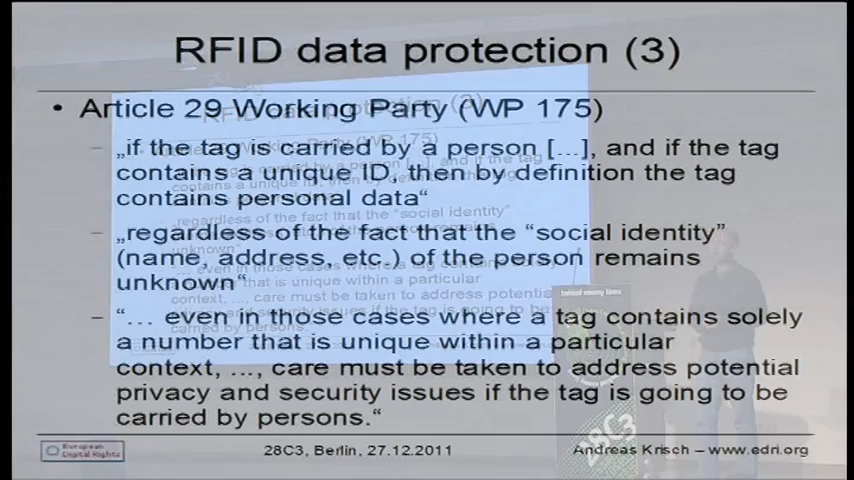 RFID data protection (3)
• Article 29 Working Party (WP 175)
– „if the tag is carried by a person [...], and if the tag
contains a unique ID, then by definition the tag
contains personal data“
– „regardless of the fact that the “social identity”
(name, address, etc.) of the person remains
unknown“
– “... even in those cases where a tag contains solely
a number that is unique within a particular
context, ..., care must be taken to address potential
privacy and security issues if the tag is going to be
carried by persons.“
European
Digital Rights
28C3, Berlin, 27.12.2011
Andreas Krisch – www.edri.org
behind enemy lines
28C3